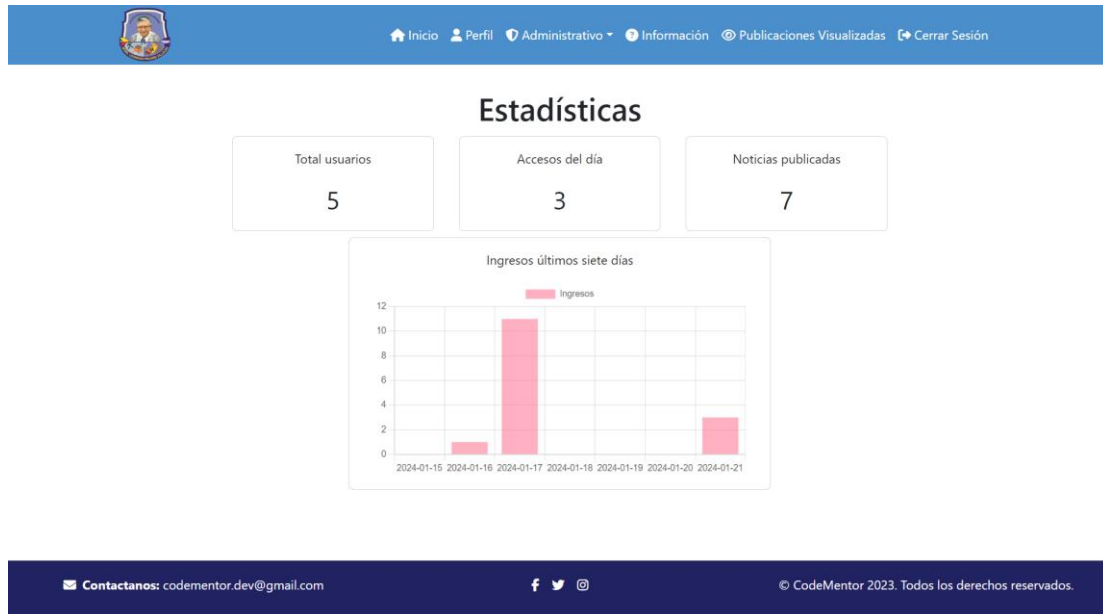 Inicio Perfil Administrativo Información Publicaciones Visualizadas Cerrar Sesión
Estadísticas
Total usuarios
5
Accesos del día
3
Noticias publicadas
7
Ingresos últimos siete días
Ingresos
12
10
8
6
4
2
0
2024-01-15 2024-01-16 2024-01-17 2024-01-18 2024-01-19 2024-01-20 2024-01-21
Contactanos: codementor.dev@gmail.com
© CodeMentor 2023. Todos los derechos reservados.